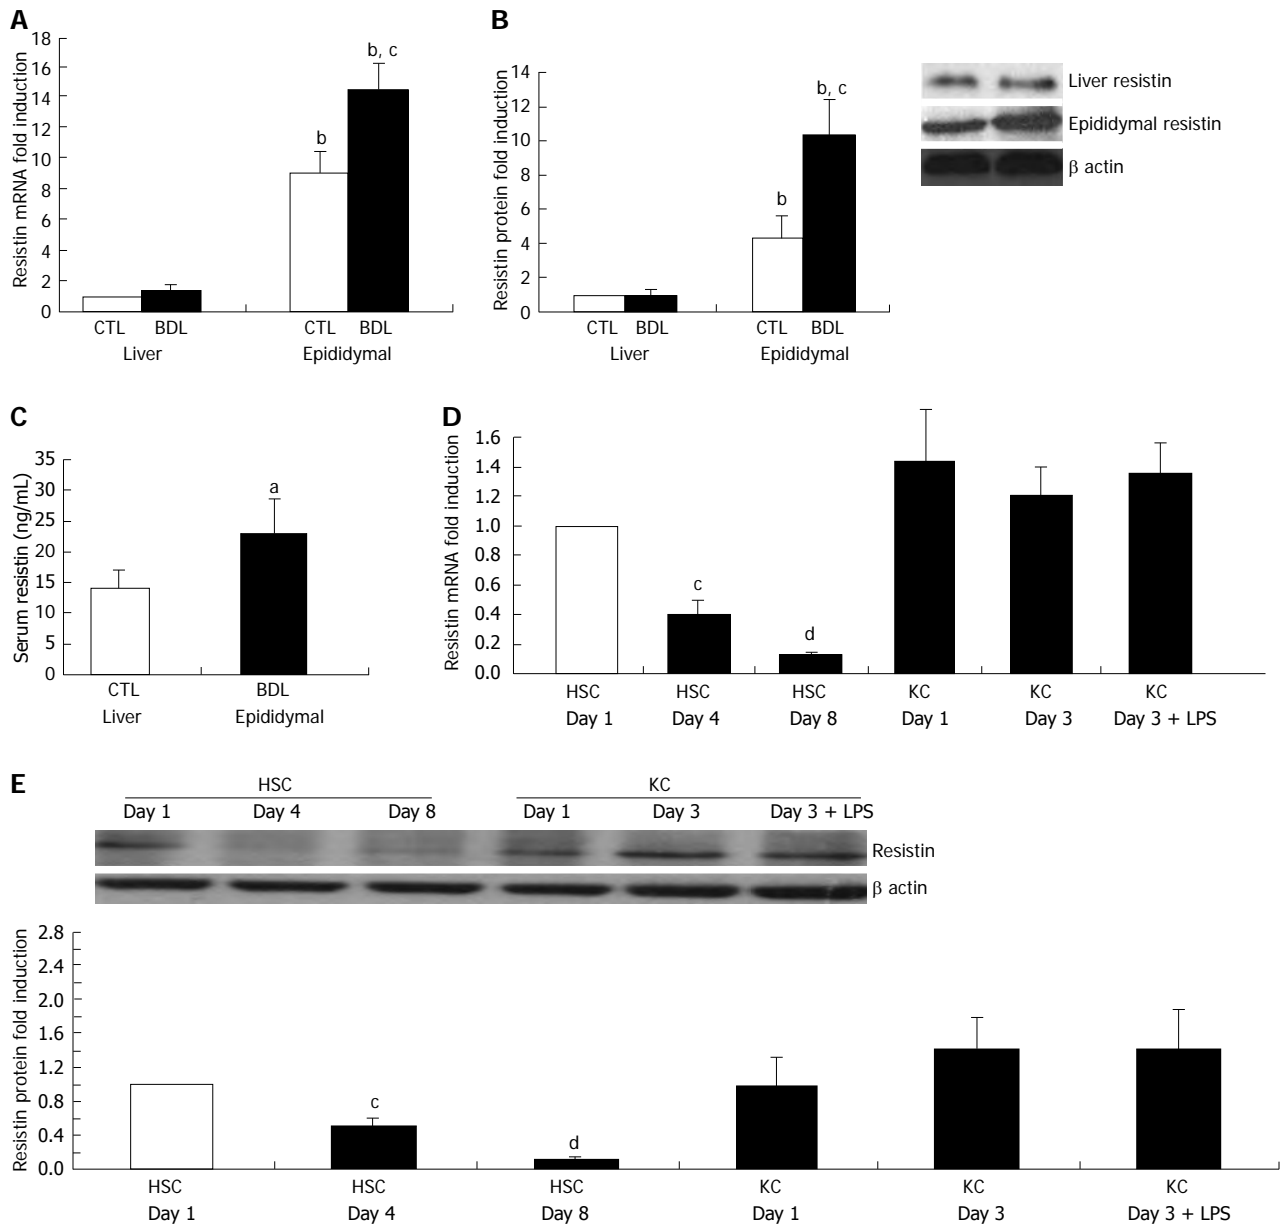 A
Resistin mRNA fold induction
18
16
14
12
10
8
6
4
2
0
b
b, c
CTL BDL CTL BDL
Liver Epididymal
B
Resistin protein fold induction
14
12
10
8
6
4
2
0
b
b, c
CTL BDL CTL BDL
Liver Epididymal
Liver resistin
Epididymal resistin
β actin
C
Serum resistin (ng/mL)
35
30
25
20
15
10
5
0
a
CTL BDL
Liver Epididymal
D
Resistin mRNA fold induction
1.6
1.4
1.2
1.0
0.8
0.6
0.4
0.2
0.0
c
d
HSC HSC HSC KC KC KC
Day 1 Day 4 Day 8 Day 1 Day 3 Day 3 + LPS
E
HSC KC
Day 1 Day 4 Day 8 Day 1 Day 3 Day 3 + LPS
Resistin
β actin
Resistin protein fold induction
2.8
2.4
2.0
1.6
1.2
0.8
0.4
0.0
c
d
HSC HSC HSC KC KC KC
Day 1 Day 4 Day 8 Day 1 Day 3 Day 3 + LPS